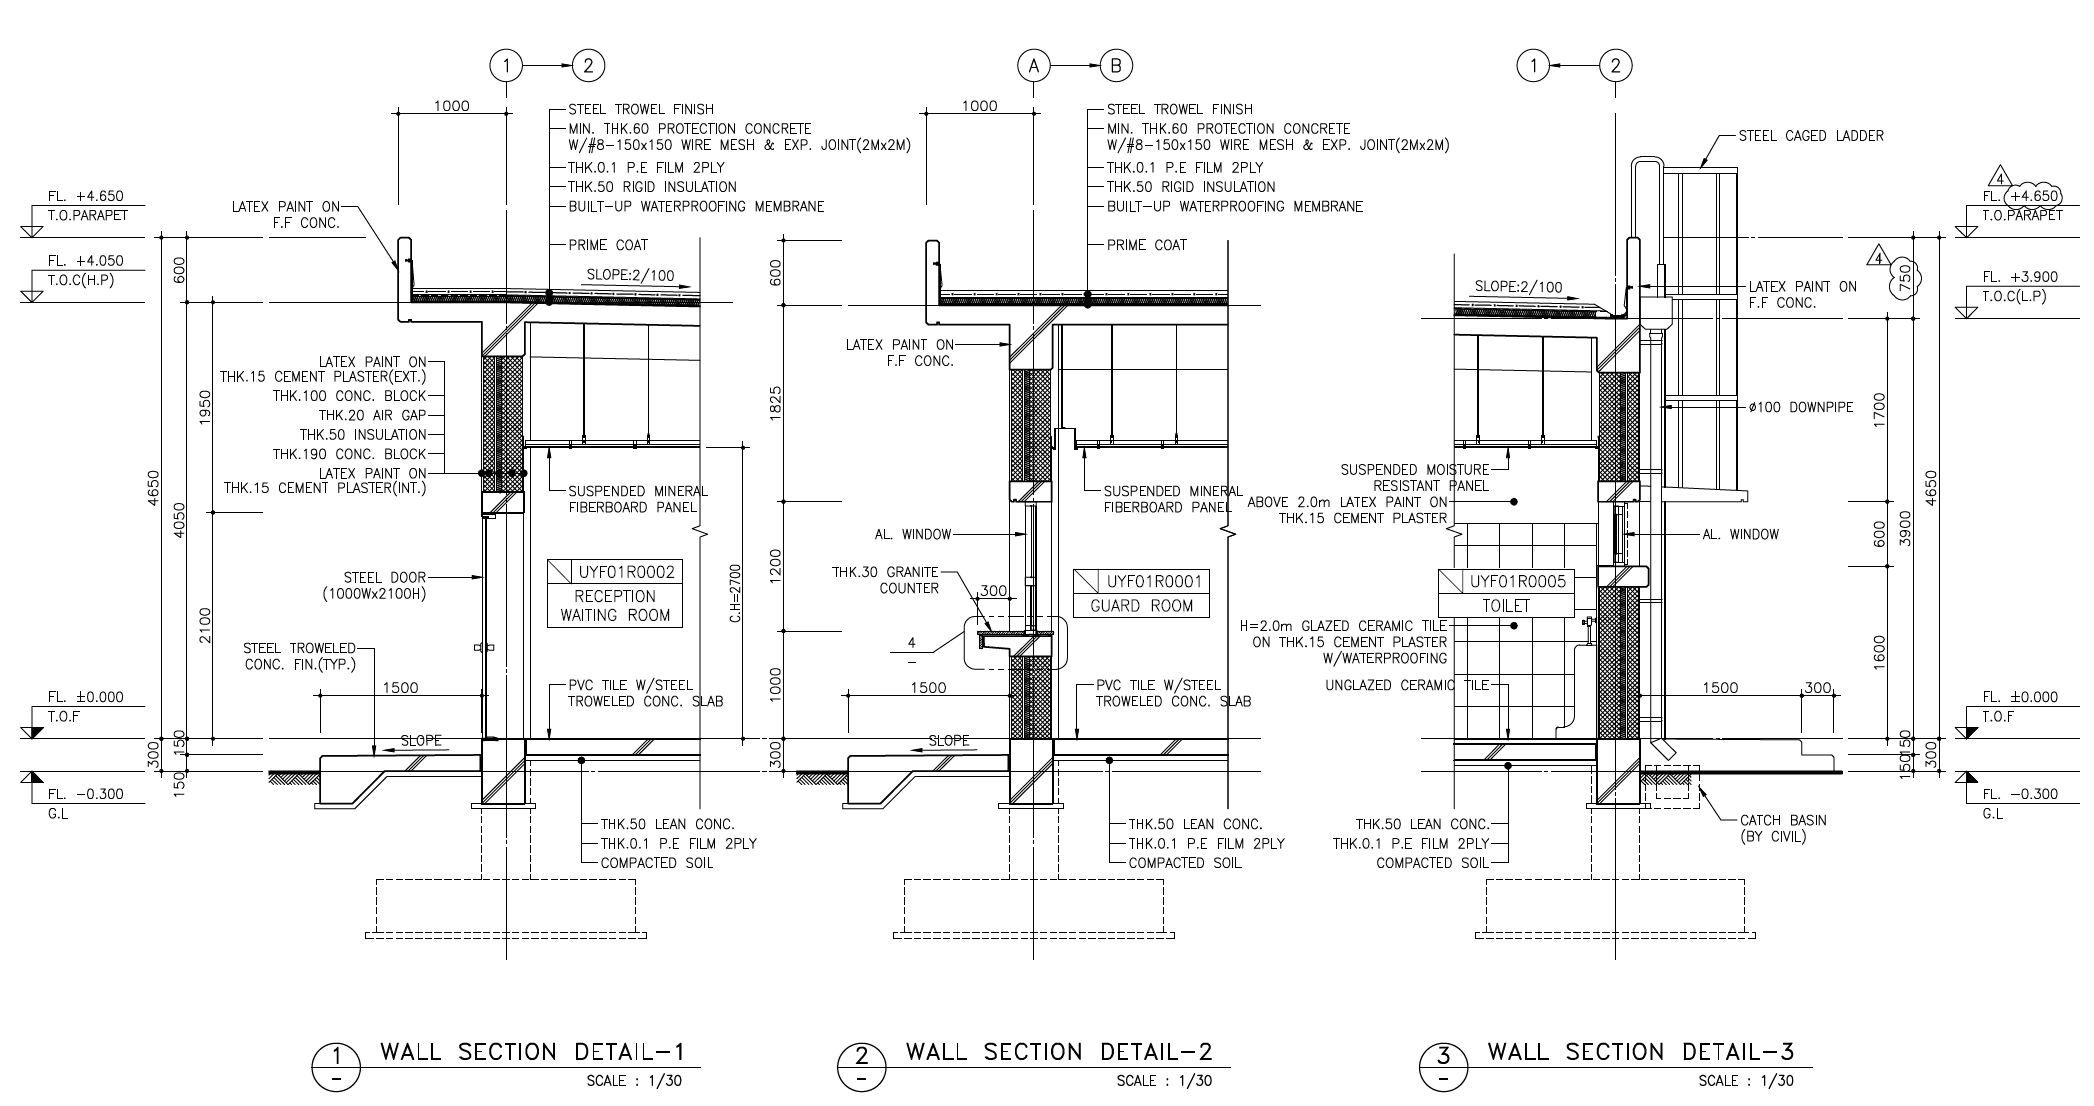 1
2
1000
STEEL TROWEL FINISH
MIN. THK.60 PROTECTION CONCRETE
W/#8-150x150 WIRE MESH & EXP. JOINT(2Mx2M)
THK.0.1 P.E FILM 2PLY
THK.50 RIGID INSULATION
BUILT-UP WATERPROOFING MEMBRANE
PRIME COAT
SLOPE:2/100
FL. +4.650
T.O.PARAPET
FL. +4.050
T.O.C(H.P)
LATEX PAINT ON
F.F CONC.
600
1950
4650
4050
2100
LATEX PAINT ON
THK.15 CEMENT PLASTER(EXT.)
THK.100 CONC. BLOCK
THK.20 AIR GAP
THK.50 INSULATION
THK.190 CONC. BLOCK
LATEX PAINT ON
THK.15 CEMENT PLASTER(INT.)
SUSPENDED MINERAL
FIBERBOARD PANEL
STEEL DOOR
(1000Wx2100H)
UYF01R0002
RECEPTION
WAITING ROOM
C.H=2700
STEEL TROWELED
CONC. FIN.(TYP.)
1500
PVC TILE W/STEEL
TROWELED CONC. SLAB
FL. ±0.000
T.O.F
SLOPE
300
150
150
FL. -0.300
G.L
THK.50 LEAN CONC.
THK.0.1 P.E FILM 2PLY
COMPACTED SOIL
1
-
WALL SECTION DETAIL-1
SCALE : 1/30
A
B
1000
STEEL TROWEL FINISH
MIN. THK.60 PROTECTION CONCRETE
W/#8-150x150 WIRE MESH & EXP. JOINT(2Mx2M)
THK.0.1 P.E FILM 2PLY
THK.50 RIGID INSULATION
BUILT-UP WATERPROOFING MEMBRANE
PRIME COAT
600
1825
1200
1000
300
LATEX PAINT ON
F.F CONC.
SUSPENDED MINERAL
FIBERBOARD PANEL
AL. WINDOW
THK.30 GRANITE
COUNTER
300
UYF01R0001
GUARD ROOM
4
-
1500
PVC TILE W/STEEL
TROWELED CONC. SLAB
SLOPE
THK.50 LEAN CONC.
THK.0.1 P.E FILM 2PLY
COMPACTED SOIL
2
-
WALL SECTION DETAIL-2
SCALE : 1/30
1
2
STEEL CAGED LADDER
4
FL. +4.650
T.O.PARAPET
4
750
FL. +3.900
T.O.C(L.P)
SLOPE:2/100
LATEX PAINT ON
F.F CONC.
Ø100 DOWNPIPE
1700
4650
3900
600
1600
SUSPENDED MOISTURE
RESISTANT PANEL
ABOVE 2.0m LATEX PAINT ON
THK.15 CEMENT PLASTER
AL. WINDOW
UYF01R0005
TOILET
H=2.0m GLAZED CERAMIC TILE
ON THK.15 CEMENT PLASTER
W/WATERPROOFING
UNGLAZED CERAMIC TILE
1500
300
FL. ±0.000
T.O.F
150
150
300
FL. -0.300
G.L
CATCH BASIN
(BY CIVIL)
THK.50 LEAN CONC.
THK.0.1 P.E FILM 2PLY
COMPACTED SOIL
3
-
WALL SECTION DETAIL-3
SCALE : 1/30